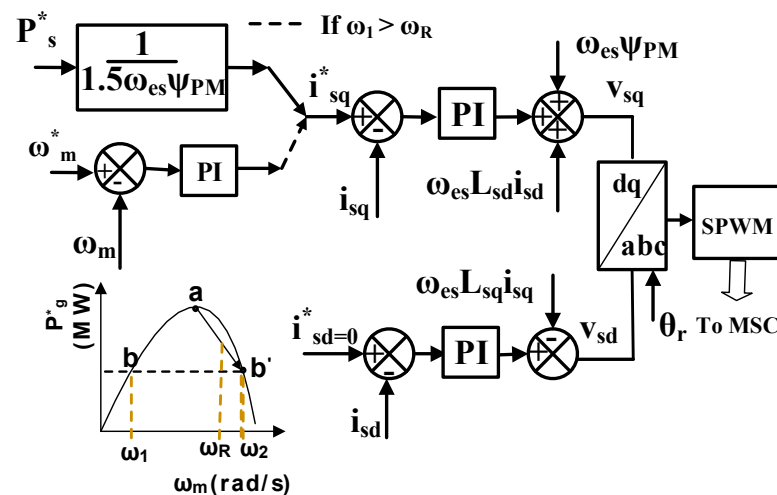 P*s
1
1.5ωesψPM
If ω1 > ωR
i*sq
+
-
PI
+
+
+
ωesψPM
vsq
ω*m
+
-
PI
ωm
isq
ωesLsdisd
dq
abc
SPWM
θr
To MSC
ωesLsqisq
i*sd=0
+
-
PI
+
-
vsd
isd
P*g
(MW)
a
b
b'
ω1
ωR
ω2
ωm (rad/s)